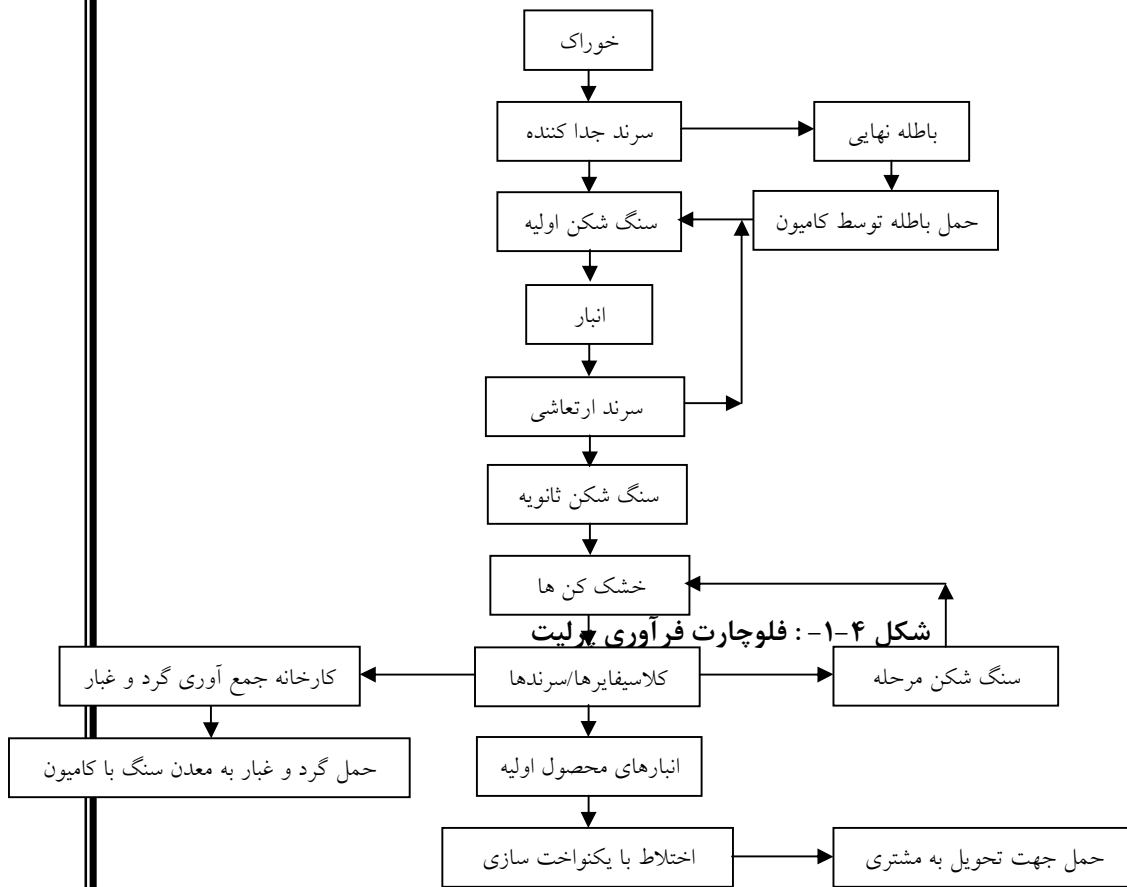 خوراک
سرند جدا کننده
باطله نهایی
سنگ شکن اولیه
حمل باطله توسط کامیون
انبار
سرند ارتعاشی
سنگ شکن ثانویه
خشک کن ها
شکل ۴-۱- : فلوچارت فرآوری پرلیت
کارخانه جمع آوری گرد و غبار
کلاسیفایرها/سرندها
سنگ شکن مرحله
حمل گرد و غبار به معدن سنگ با کامیون
انبارهای محصول اولیه
اختلاط با یکنواخت سازی
حمل جهت تحویل به مشتری